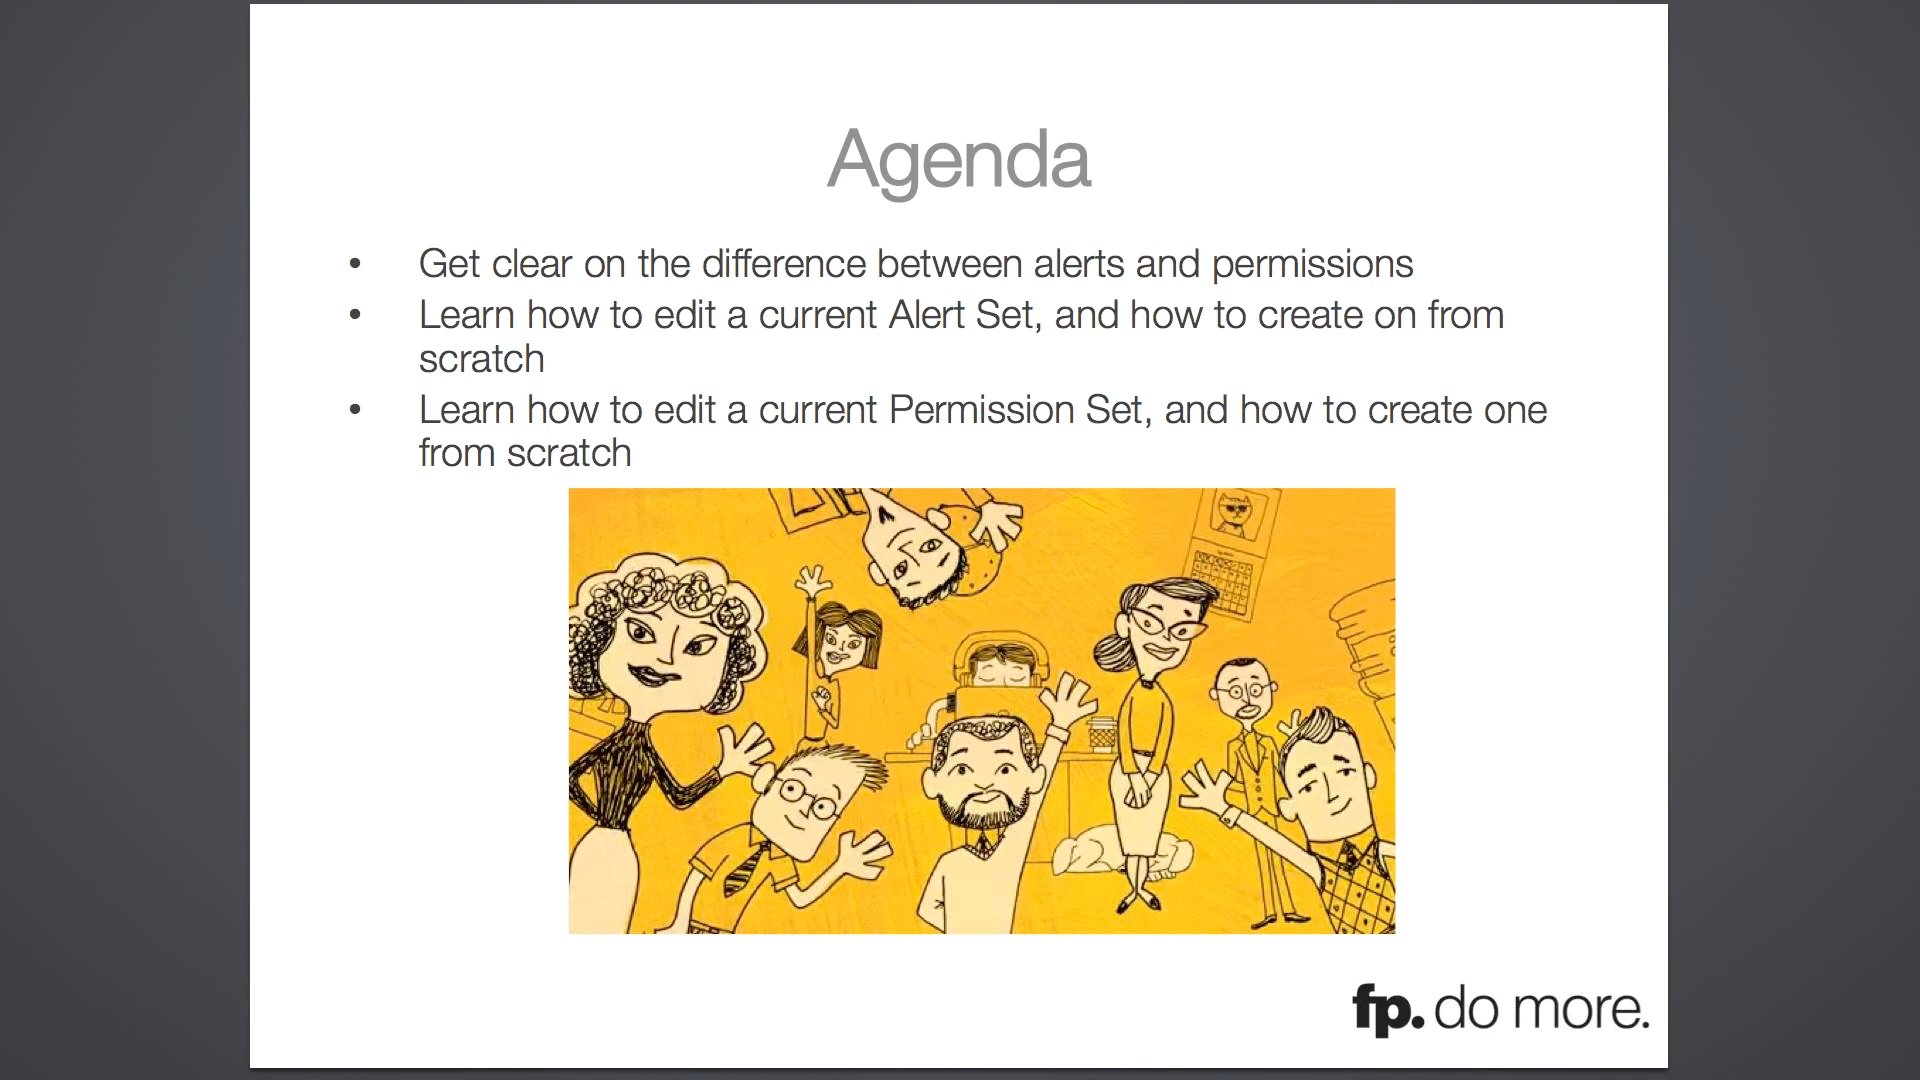 Agenda
• Get clear on the difference between alerts and permissions
• Learn how to edit a current Alert Set, and how to create on from
scratch
• Learn how to edit a current Permission Set, and how to create one
from scratch
fp. do more.